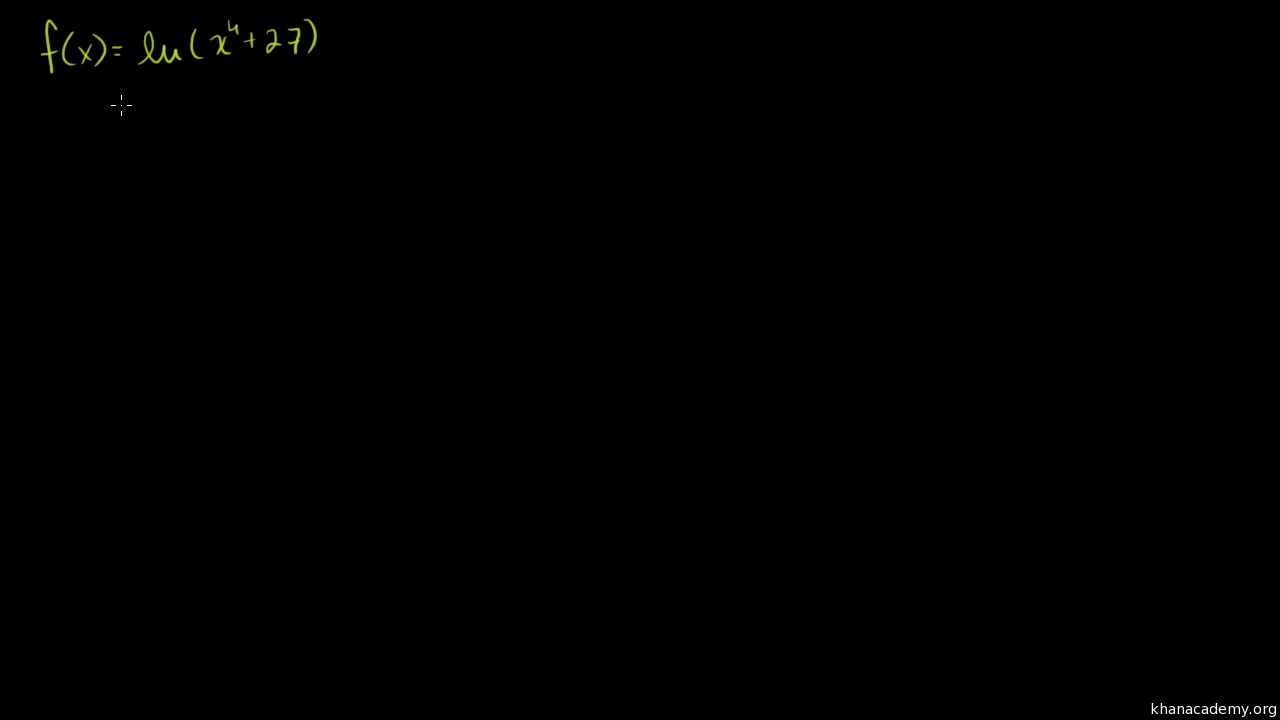 f(x)= ln(x⁴+27)
khanacademy.org